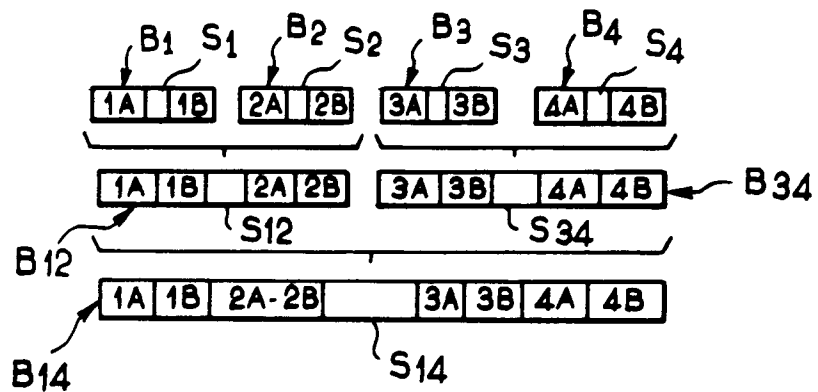 B1 S1 B2 S2 B3 S3 B4 S4
1A 1B 2A 2B 3A 3B 4A 4B
1A 1B 2A 2B 3A 3B 4A 4B B34
B12 S12 S34
1A 1B 2A-2B 3A 3B 4A 4B
B14 S14